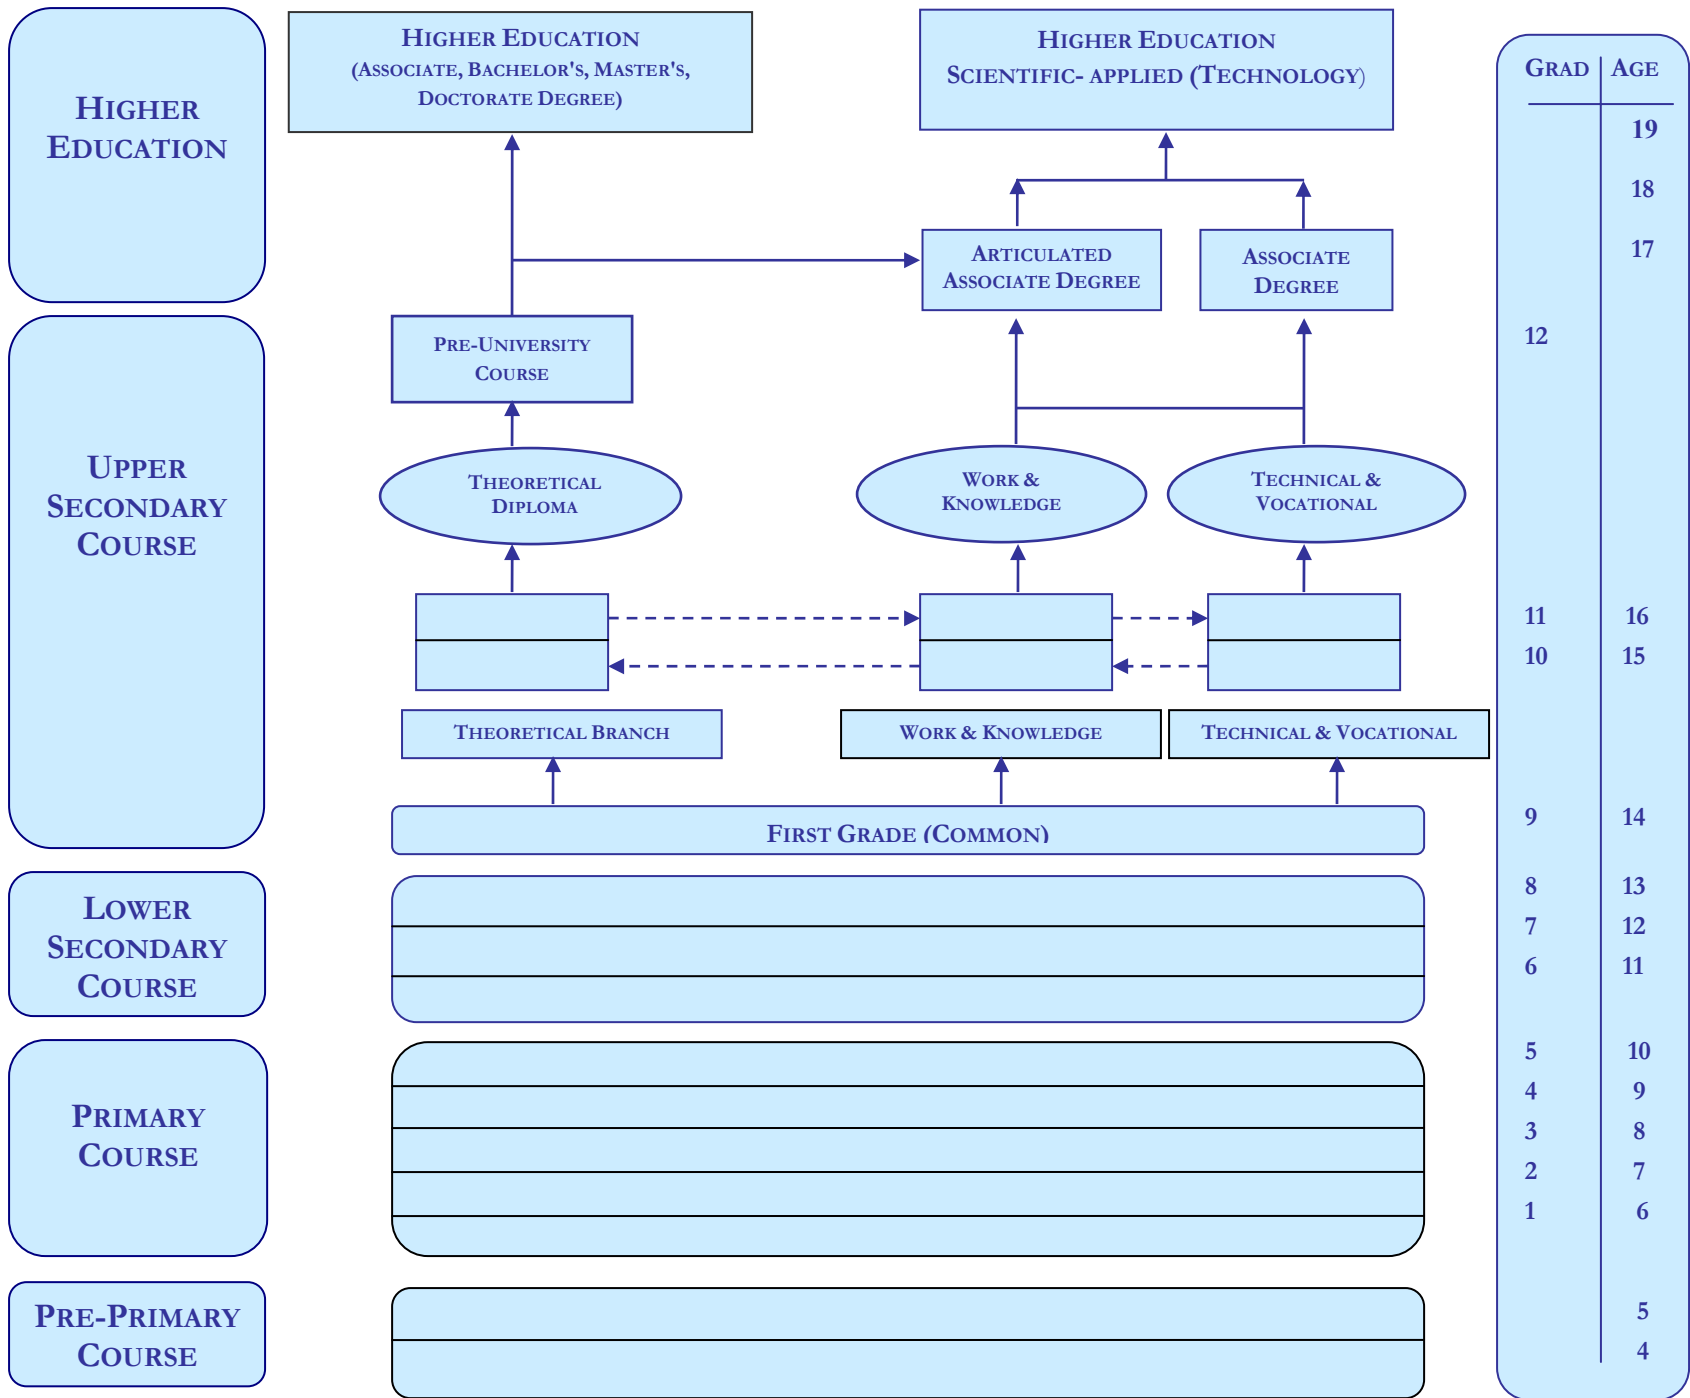 HIGHER
EDUCATION
HIGHER EDUCATION
(ASSOCIATE, BACHELOR'S, MASTER'S,
DOCTORATE DEGREE)
HIGHER EDUCATION
SCIENTIFIC- APPLIED (TECHNOLOGY)
GRAD AGE
19
18
17
ARTICULATED
ASSOCIATE DEGREE
ASSOCIATE
DEGREE
UPPER
SECONDARY
COURSE
PRE-UNIVERSITY
COURSE
12
THEORETICAL
DIPLOMA
WORK &
KNOWLEDGE
TECHNICAL &
VOCATIONAL
11 16
10 15
THEORETICAL BRANCH
WORK & KNOWLEDGE
TECHNICAL & VOCATIONAL
FIRST GRADE (COMMON)
9 14
LOWER
SECONDARY
COURSE
8 13
7 12
6 11
PRIMARY
COURSE
5 10
4 9
3 8
2 7
1 6
PRE-PRIMARY
COURSE
5
4